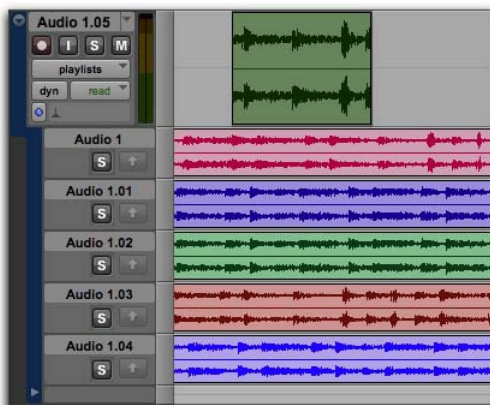 Audio 1.05
I S M
playlists
dyn read
Audio 1
S
Audio 1.01
S
Audio 1.02
S
Audio 1.03
S
Audio 1.04
S